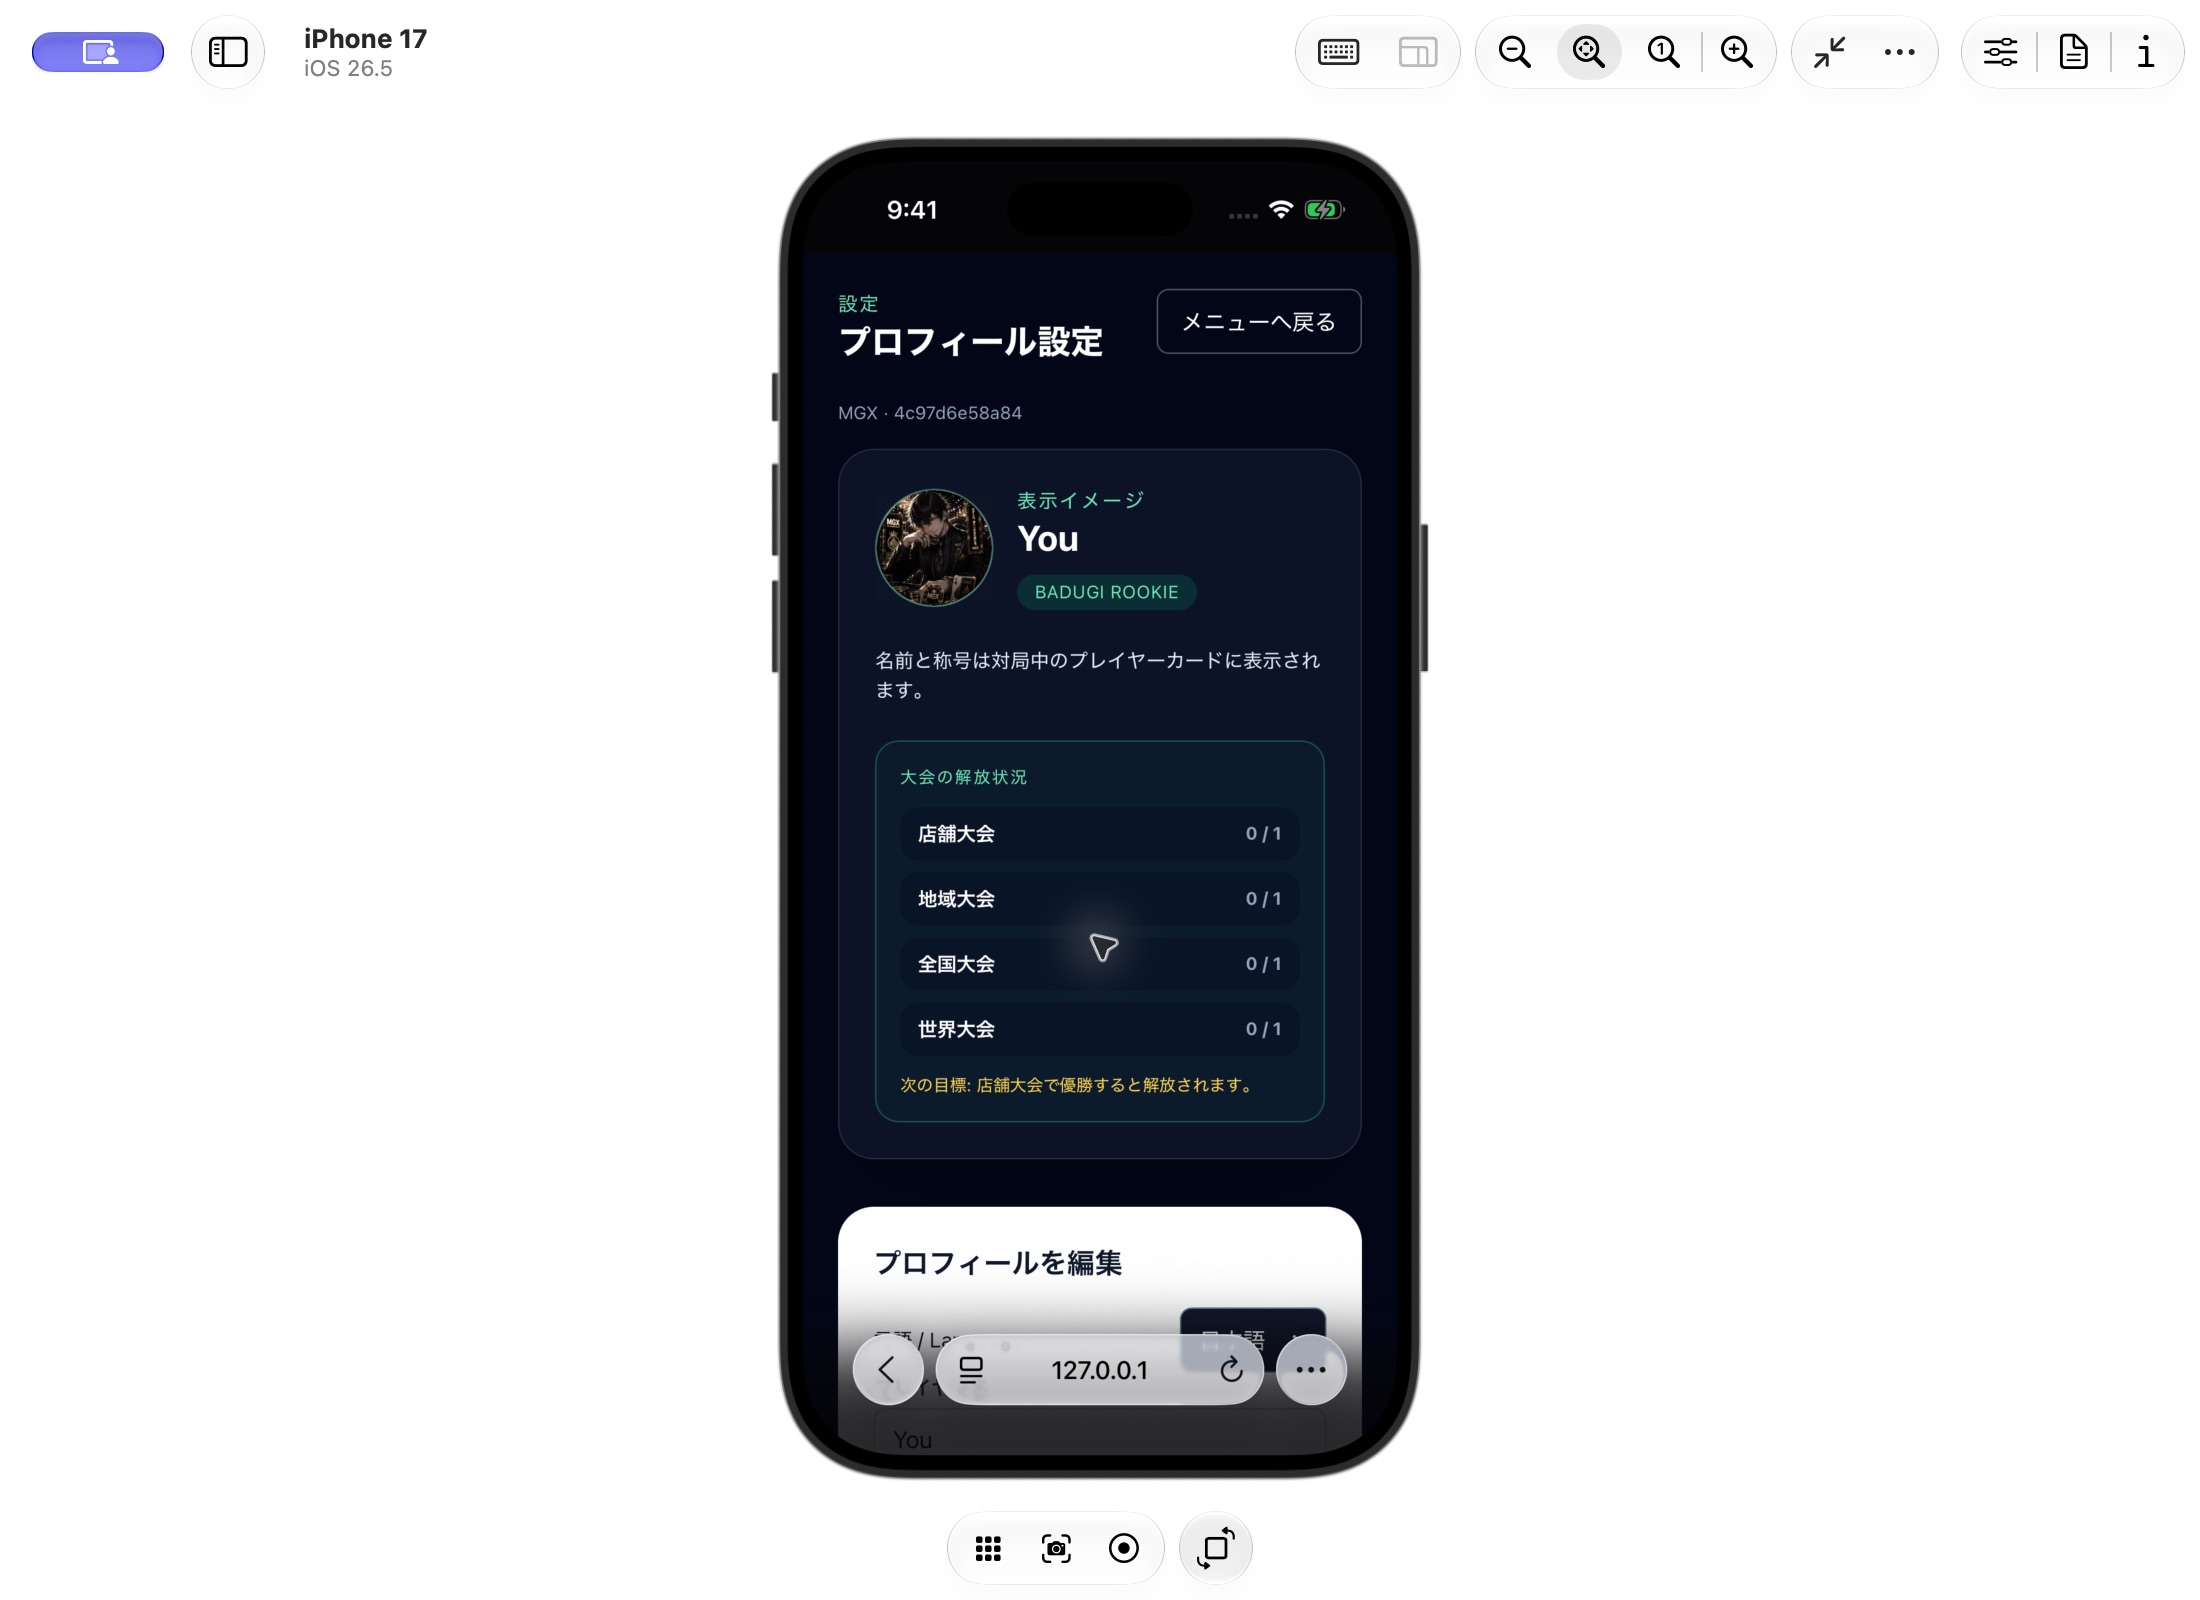 iPhone 17
iOS 26.5
9:41
設定
プロフィール設定
メニューへ戻る
MGX · 4c97d6e58a84
MGX
表示イメージ
You
BADUGI ROOKIE
名前と称号は対局中のプレイヤーカードに表示され
ます。
大会の解放状況
店舗大会 0 / 1
地域大会 0 / 1
全国大会 0 / 1
世界大会 0 / 1
次の目標: 店舗大会で優勝すると解放されます。
プロフィールを編集
127.0.0.1
You